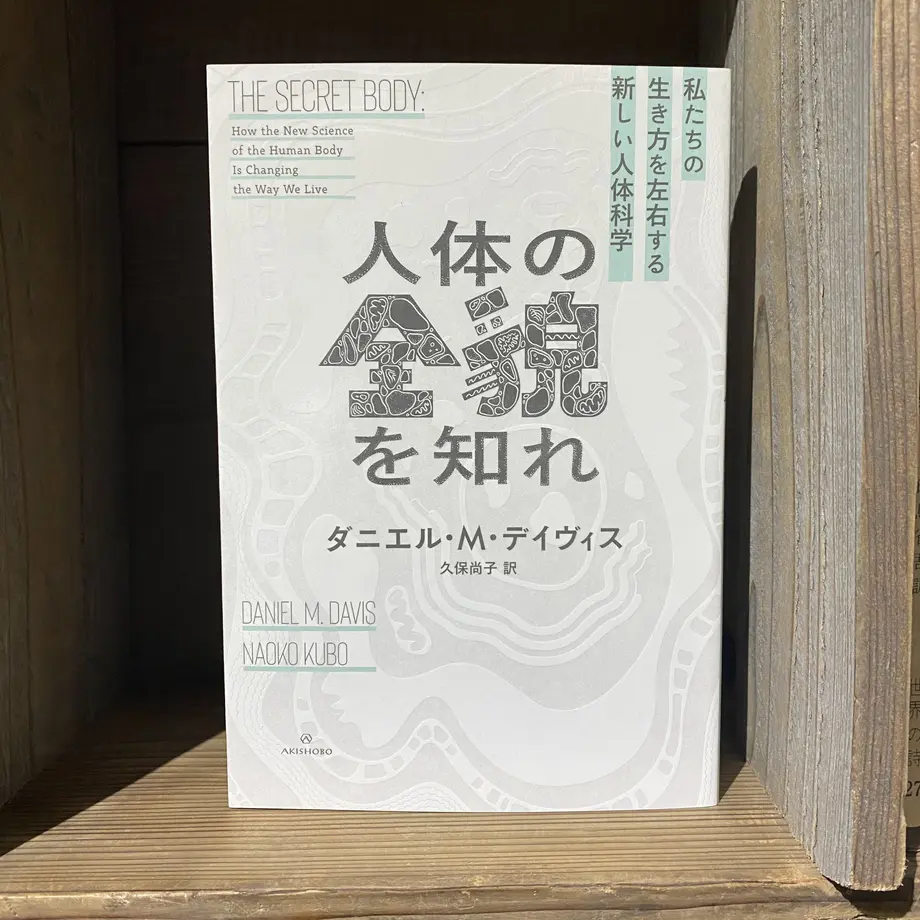 THE SECRET BODY:
How the New Science
of the Human Body
Is Changing
the Way We Live
私たちの
生き方を左右する
新しい人体科学
人体の
全貌
を知れ
ダニエル・M・デイヴィス
久保尚子 訳
DANIEL M. DAVIS
NAOKO KUBO
AKISHOBO